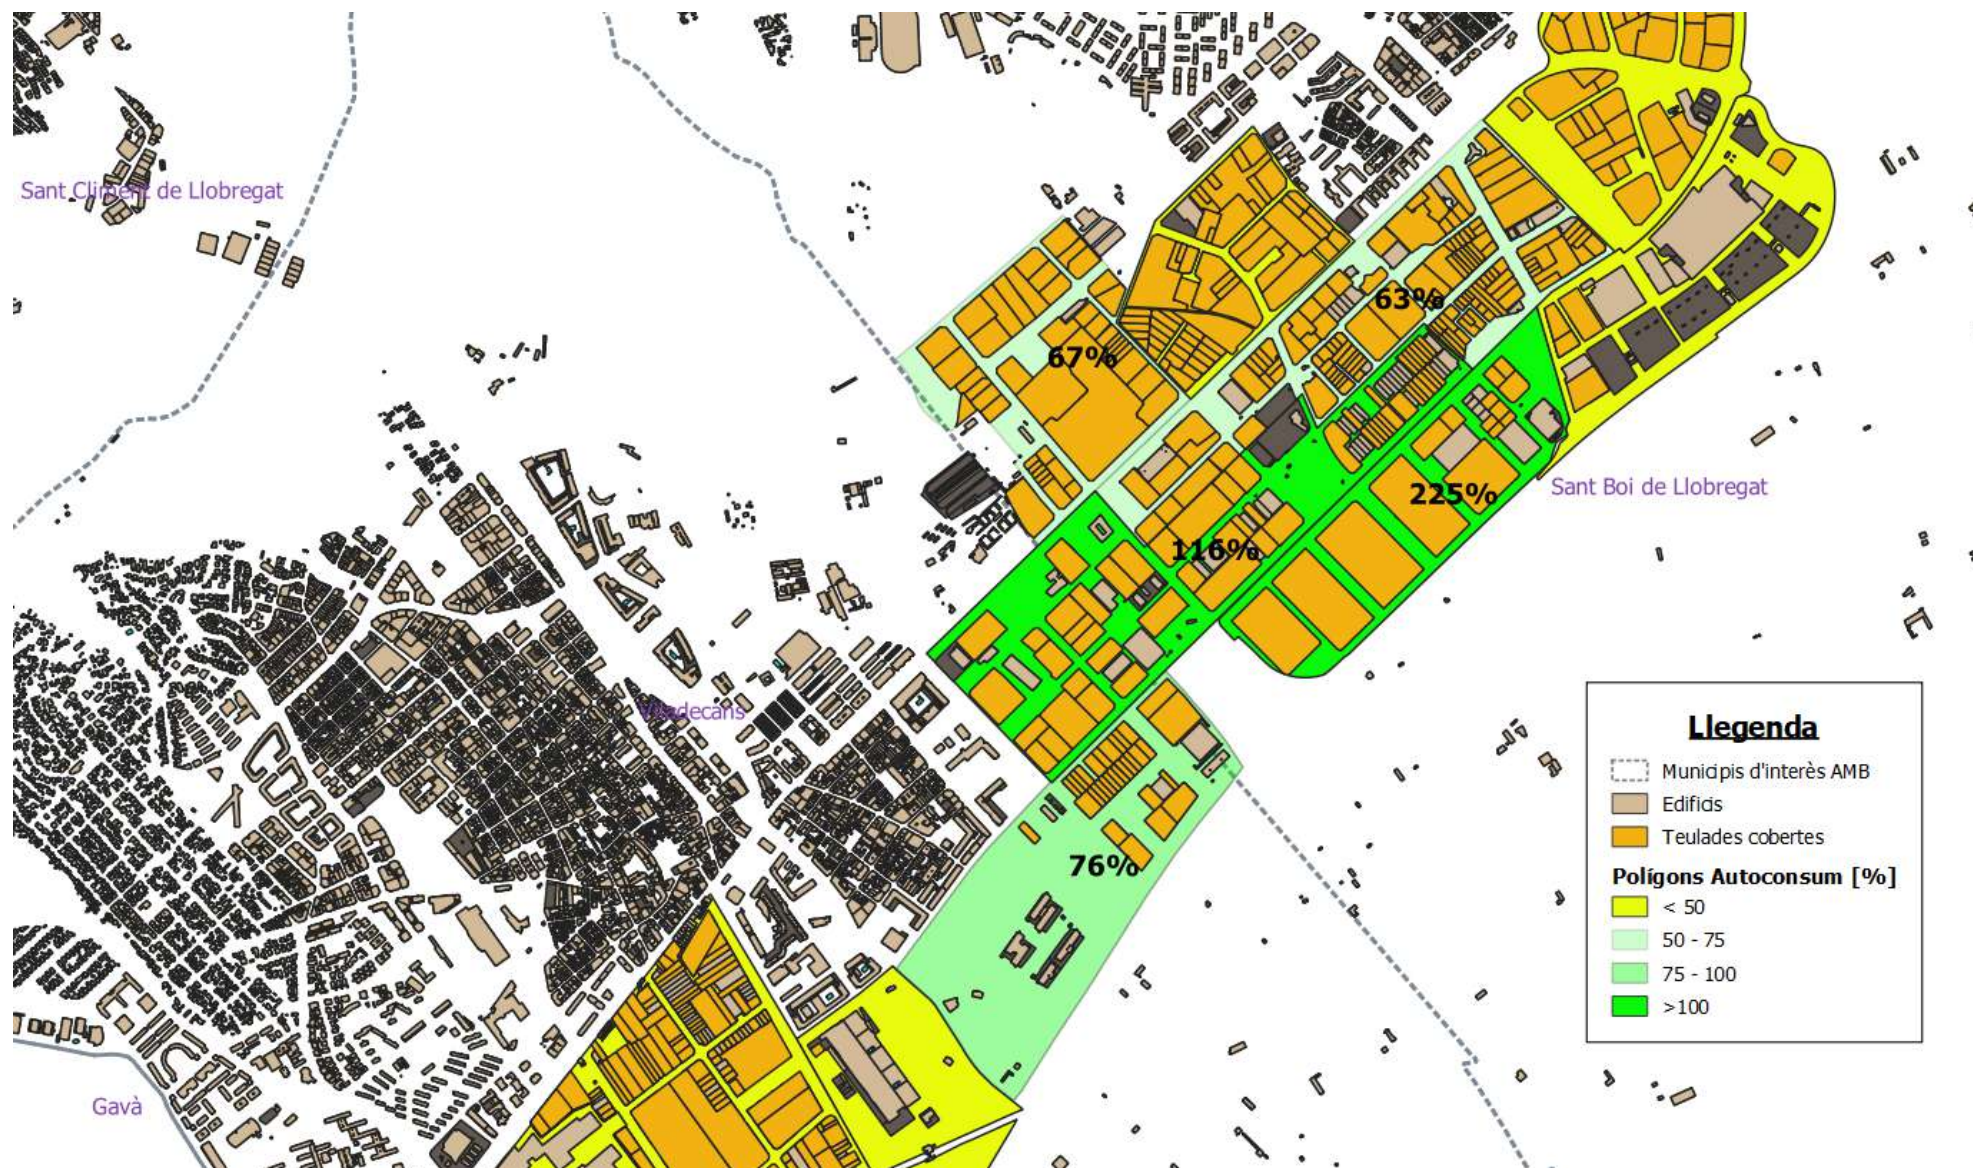 Sant Climent de Llobregat
63%
67%
225%
Sant Boi de Llobregat
116%
Viladecans
76%
Gavà
Llegenda
Municipis d'interès AMB
Edificis
Teulades cobertes
Polígons Autoconsum [%]
< 50
50 - 75
75 - 100
>100